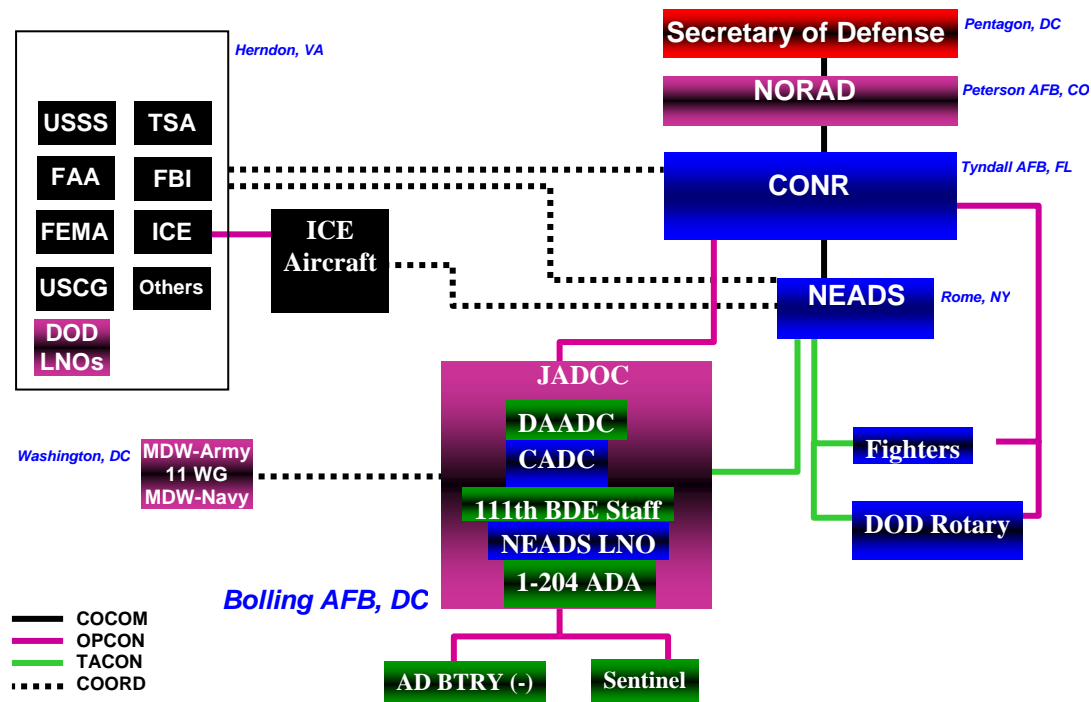 Herndon, VA
Secretary of Defense
Pentagon, DC
NORAD
Peterson AFB, CO
USSS
TSA
FAA
FBI
CONR
Tyndall AFB, FL
FEMA
ICE
ICE
Aircraft
USCG
Others
NEADS
Rome, NY
DOD
LNOs
JADOC
DAADC
Washington, DC
MDW-Army
11 WG
MDW-Navy
CADC
Fighters
111th BDE Staff
DOD Rotary
NEADS LNO
1-204 ADA
Bolling AFB, DC
COCOM
OPCON
TACON
COORD
AD BTRY (-)
Sentinel